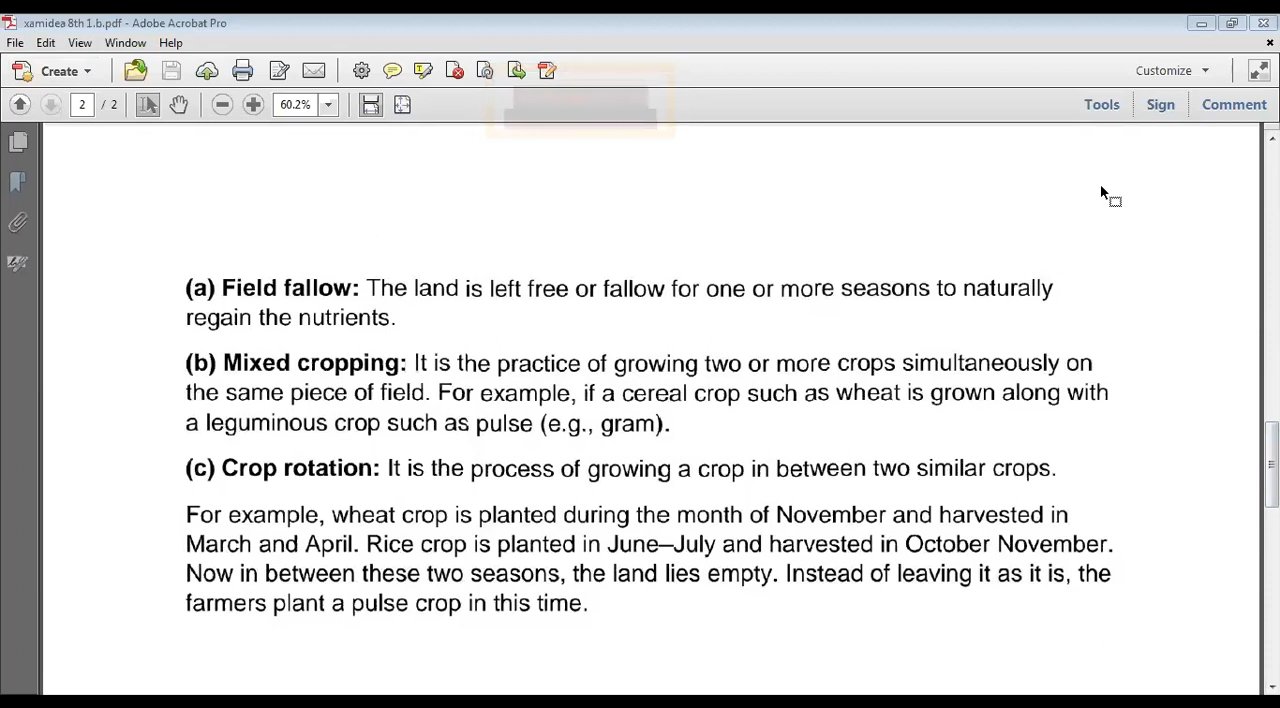 xamidea 8th 1.b.pdf - Adobe Acrobat Pro
File Edit View Window Help
Create Customize
2 / 2 60.2% Tools Sign Comment
(a) Field fallow: The land is left free or fallow for one or more seasons to naturally
regain the nutrients.
(b) Mixed cropping: It is the practice of growing two or more crops simultaneously on
the same piece of field. For example, if a cereal crop such as wheat is grown along with
a leguminous crop such as pulse (e.g., gram).
(c) Crop rotation: It is the process of growing a crop in between two similar crops.
For example, wheat crop is planted during the month of November and harvested in
March and April. Rice crop is planted in June–July and harvested in October November.
Now in between these two seasons, the land lies empty. Instead of leaving it as it is, the
farmers plant a pulse crop in this time.